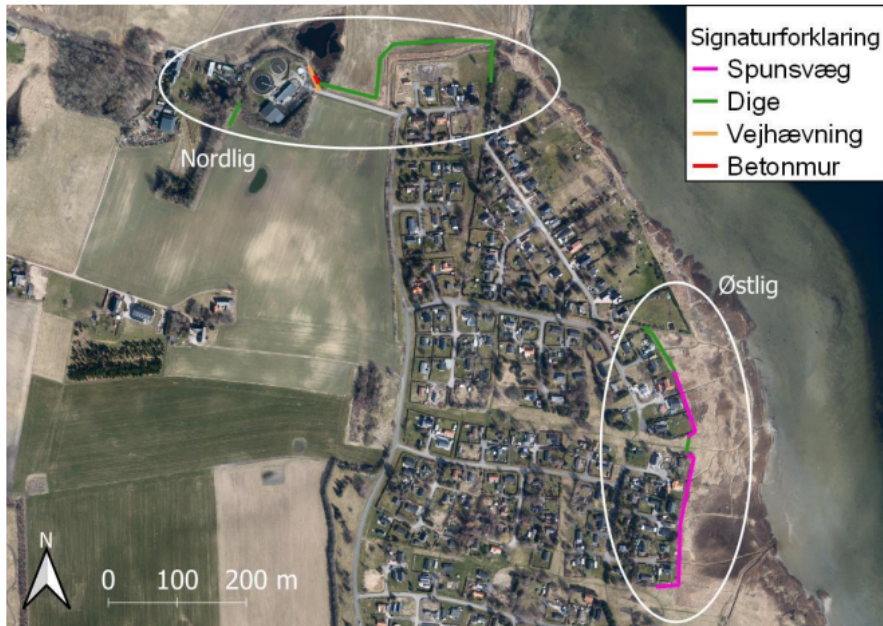 Signaturforklaring
Spunsvæg
Dige
Vejhævning
Betonmur
Nordlig
Østlig
N
0 100 200 m